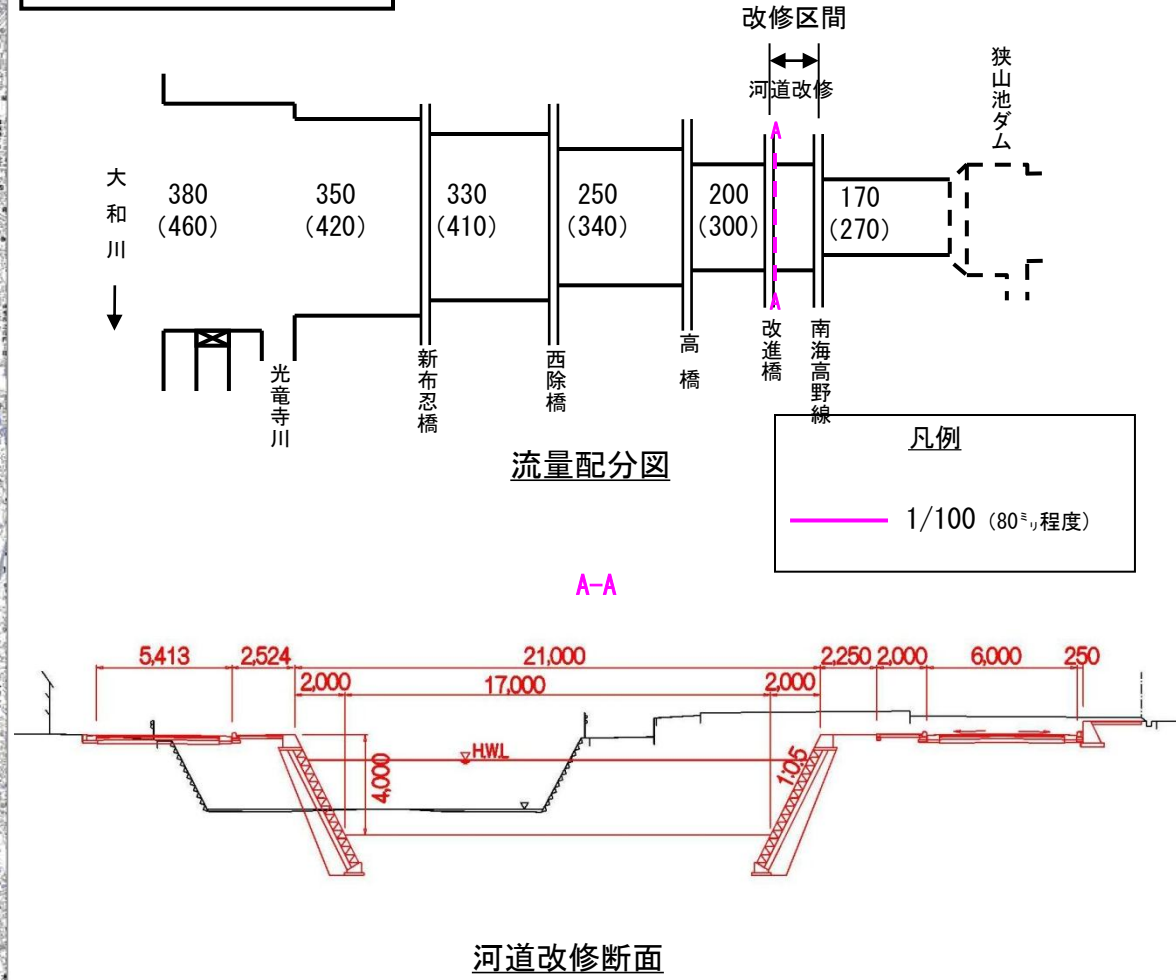 改修区間
河道改修
狭山池ダム
A
大和川
380
(460)
350
(420)
330
(410)
250
(340)
200
(300)
170
(270)
A
光竜寺川
新布忍橋
西除橋
高橋
改進橋
南海高野線
流量配分図
凡例
1/100 (80㍉程度)
A-A
5,413
2,524
21,000
2,250
2,000
6,000
250
2,000
17,000
2,000
H.W.L
4,000
1:0.5
河道改修断面